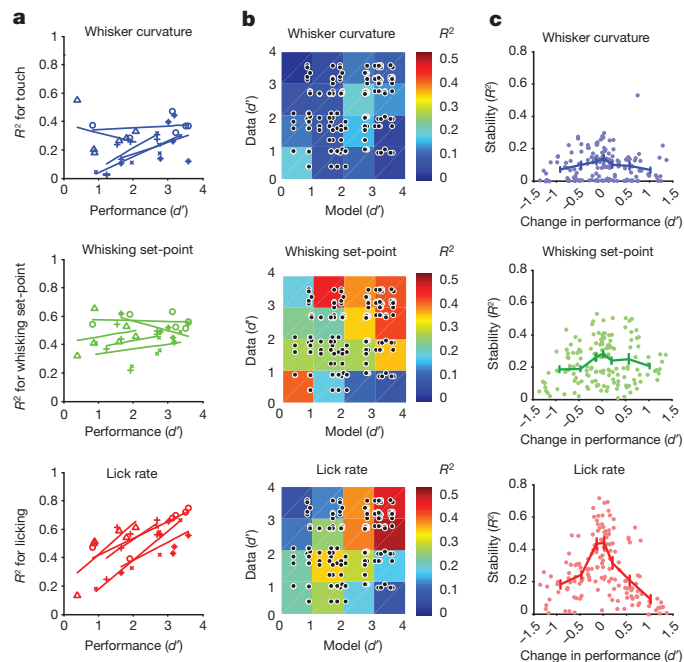 a
Whisker curvature
R² for touch
1
0.8
0.6
0.4
0.2
0
0 1 2 3 4
Performance (d′)
Whisking set-point
R² for whisking set-point
1
0.8
0.6
0.4
0.2
0
0 1 2 3 4
Performance (d′)
Lick rate
R² for licking
1
0.8
0.6
0.4
0.2
0
0 1 2 3 4
Performance (d′)
b
Whisker curvature
R²
Data (d′)
4
3
2
1
0
0 1 2 3 4
Model (d′)
0.5
0.4
0.3
0.2
0.1
0
Whisking set-point
R²
Data (d′)
4
3
2
1
0
0 1 2 3 4
Model (d′)
0.5
0.4
0.3
0.2
0.1
0
Lick rate
R²
Data (d′)
4
3
2
1
0
0 1 2 3 4
Model (d′)
0.5
0.4
0.3
0.2
0.1
0
c
Whisker curvature
Stability (R²)
0.8
0.6
0.4
0.2
0
–1.5 –1 –0.5 0 0.5 1 1.5
Change in performance (d′)
Whisking set-point
Stability (R²)
0.8
0.6
0.4
0.2
0
–1.5 –1 –0.5 0 0.5 1 1.5
Change in performance (d′)
Lick rate
Stability (R²)
0.8
0.6
0.4
0.2
0
–1.5 –1 –0.5 0 0.5 1 1.5
Change in performance (d′)